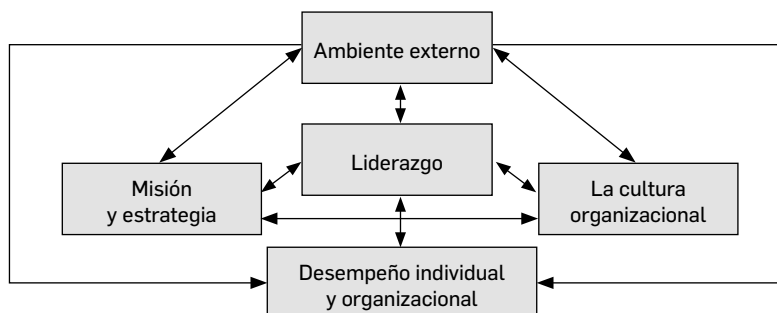 Ambiente externo
Liderazgo
Misión
y estrategia
La cultura
organizacional
Desempeño individual
y organizacional